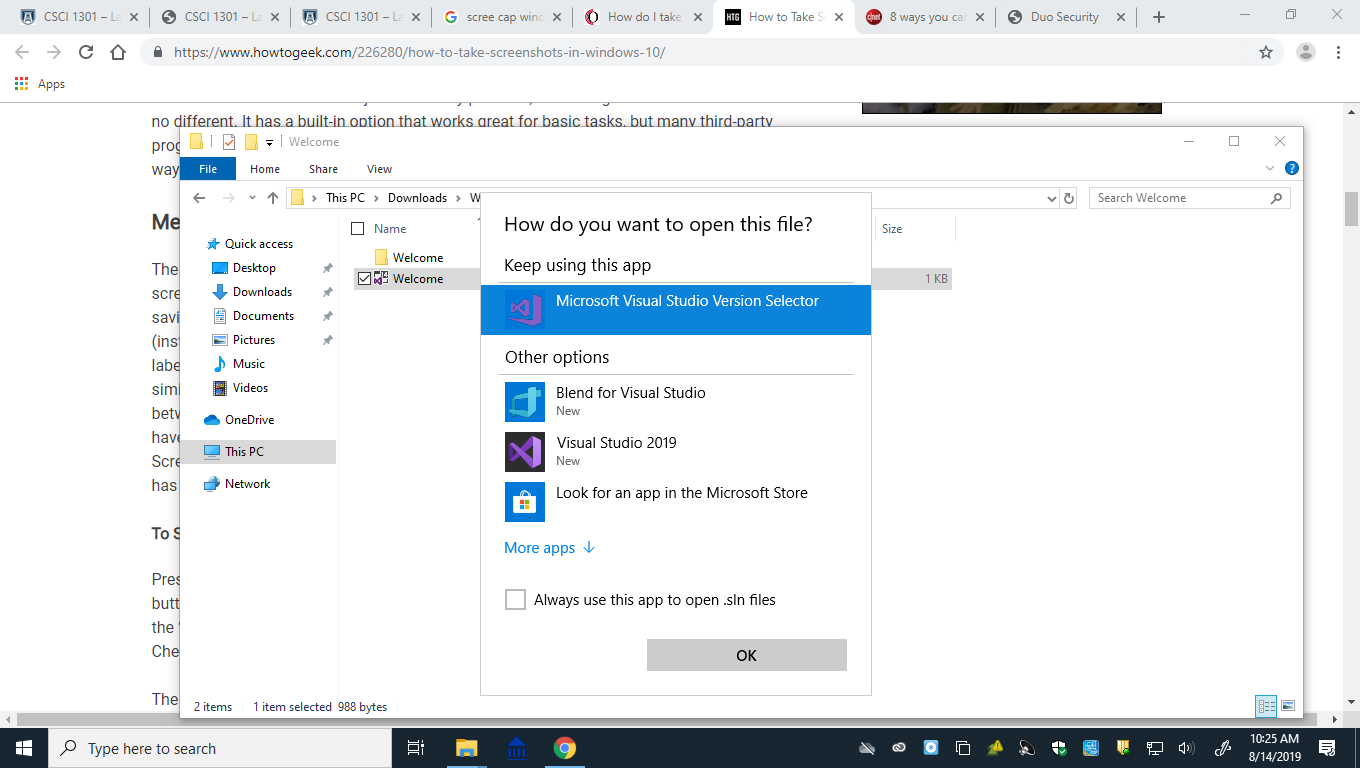 CSCI 1301 – La
CSCI 1301 – La
CSCI 1301 – La
scree cap wind
How do I take
HTG
How to Take S
c|net
8 ways you can
Duo Security
https://www.howtogeek.com/226280/how-to-take-screenshots-in-windows-10/
Apps
no different. It has a built-in option that works great for basic tasks, but many third-party
prog
way
Me
The
scre
savi
(inst
labe
simi
betw
have
Scre
has
To S
Pres
butt
the
Che
The
Welcome
File
Home
Share
View
This PC
Downloads
W
Search Welcome
Name
Size
Quick access
Desktop
Downloads
Documents
Pictures
Music
Videos
OneDrive
This PC
Network
Welcome
Welcome
1 KB
How do you want to open this file?
Keep using this app
Microsoft Visual Studio Version Selector
Other options
Blend for Visual Studio
New
Visual Studio 2019
New
Look for an app in the Microsoft Store
More apps
Always use this app to open .sln files
OK
2 items
1 item selected 988 bytes
Type here to search
10:25 AM
8/14/2019